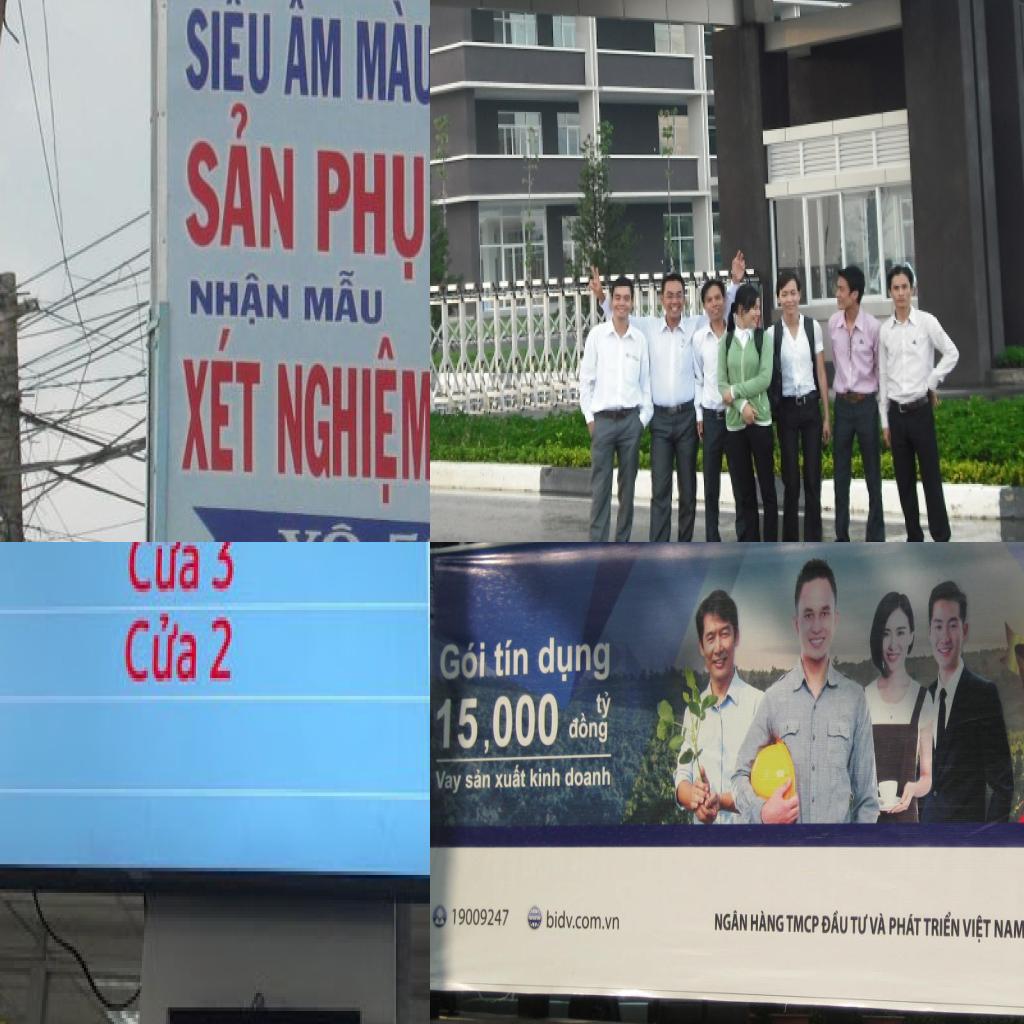 SIÊU ÂM MÀU
SẢN PHỤ
NHẬN MẪU
XÉT NGHIỆM
Cửa 3
Cửa 2
Gói tín dụng
15,000 tỷ đồng
Vay sản xuất kinh doanh
19009247 bidv.com.vn
NGÂN HÀNG TMCP ĐẦU TƯ VÀ PHÁT TRIỂN VIỆT NAM